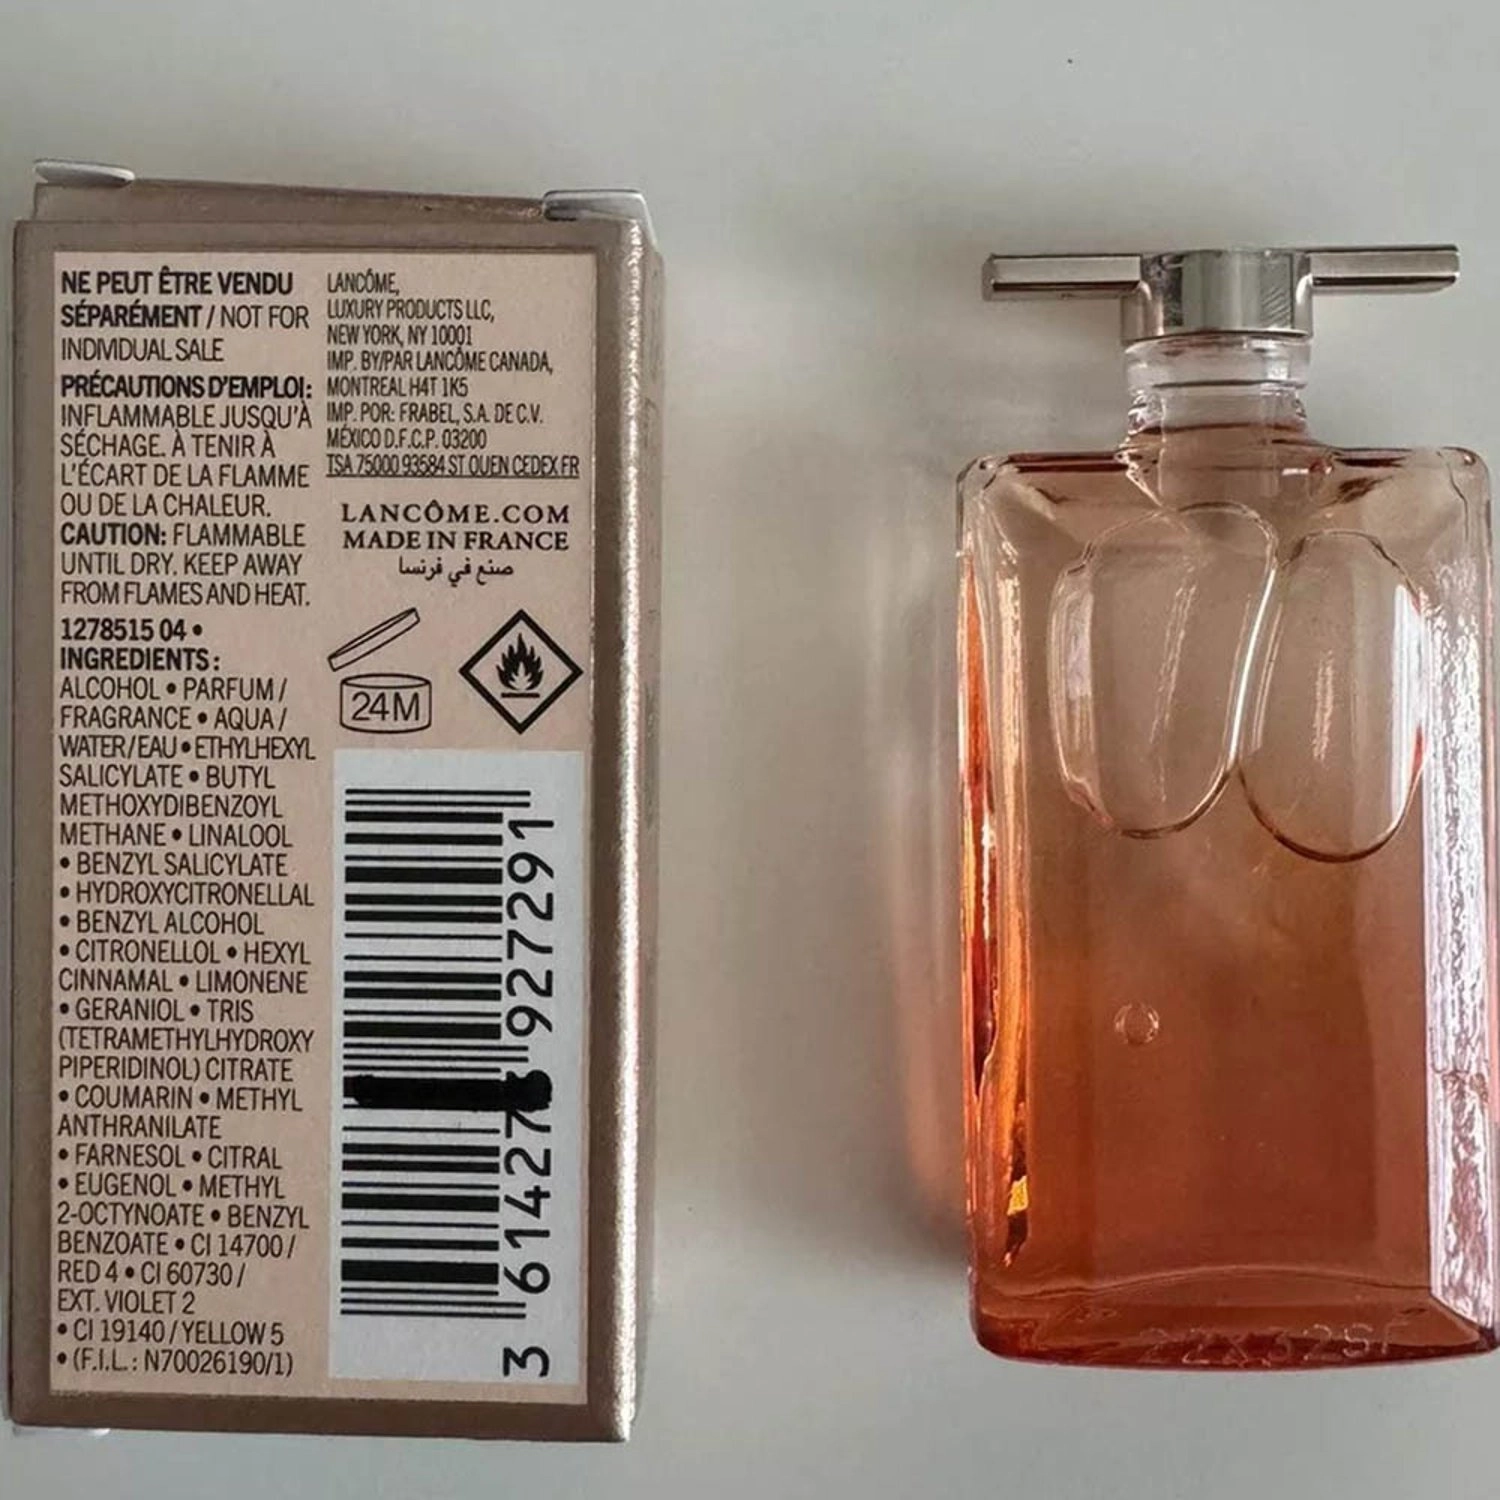 NE PEUT ÊTRE VENDU
SÉPARÉMENT / NOT FOR
INDIVIDUAL SALE
PRÉCAUTIONS D'EMPLOI:
INFLAMMABLE JUSQU'À
SÉCHAGE. À TENIR À
L'ÉCART DE LA FLAMME
OU DE LA CHALEUR.
CAUTION: FLAMMABLE
UNTIL DRY. KEEP AWAY
FROM FLAMES AND HEAT.
1278515 04 •
INGREDIENTS:
ALCOHOL • PARFUM /
FRAGRANCE • AQUA /
WATER/EAU • ETHYLHEXYL
SALICYLATE • BUTYL
METHOXYDIBENZOYL
METHANE • LINALOOL
• BENZYL SALICYLATE
• HYDROXYCITRONELLAL
• BENZYL ALCOHOL
• CITRONELLOL • HEXYL
CINNAMAL • LIMONENE
• GERANIOL • TRIS
(TETRAMETHYLHYDROXY
PIPERIDINOL) CITRATE
• COUMARIN • METHYL
ANTHRANILATE
• FARNESOL • CITRAL
• EUGENOL • METHYL
2-OCTYNOATE • BENZYL
BENZOATE • CI 14700 /
RED 4 • CI 60730 /
EXT. VIOLET 2
• CI 19140 / YELLOW 5
• (F.I.L.: N70026190/1)
LANCÔME,
LUXURY PRODUCTS LLC,
NEW YORK, NY 10001
IMP. BY/PAR LANCÔME CANADA,
MONTREAL H4T 1K5
IMP. POR: FRABEL, S.A. DE C.V.
MÉXICO D.F.C.P. 03200
TSA 75000 93584 ST OUEN CEDEX FR
LANCÔME.COM
MADE IN FRANCE
صنع في فرنسا
24M
3 614273 927291